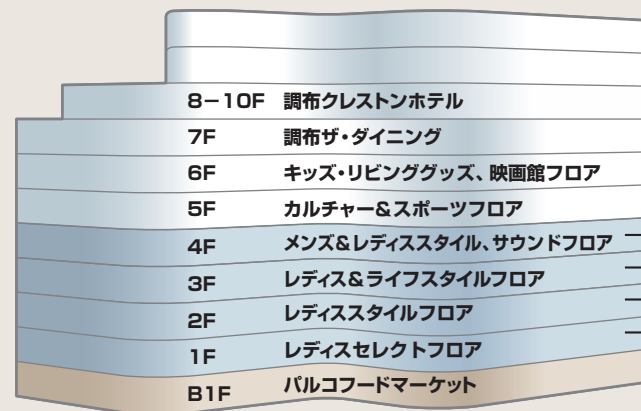 8－10F 調布クレストンホテル
7F 調布ザ・ダイニング
6F キッズ・リビンググッズ、映画館フロア
5F カルチャー&スポーツフロア
4F メンズ&レディススタイル、サウンドフロア
3F レディス&ライフスタイルフロア
2F レディススタイルフロア
1F レディスセレクトフロア
B1F パルコフードマーケット